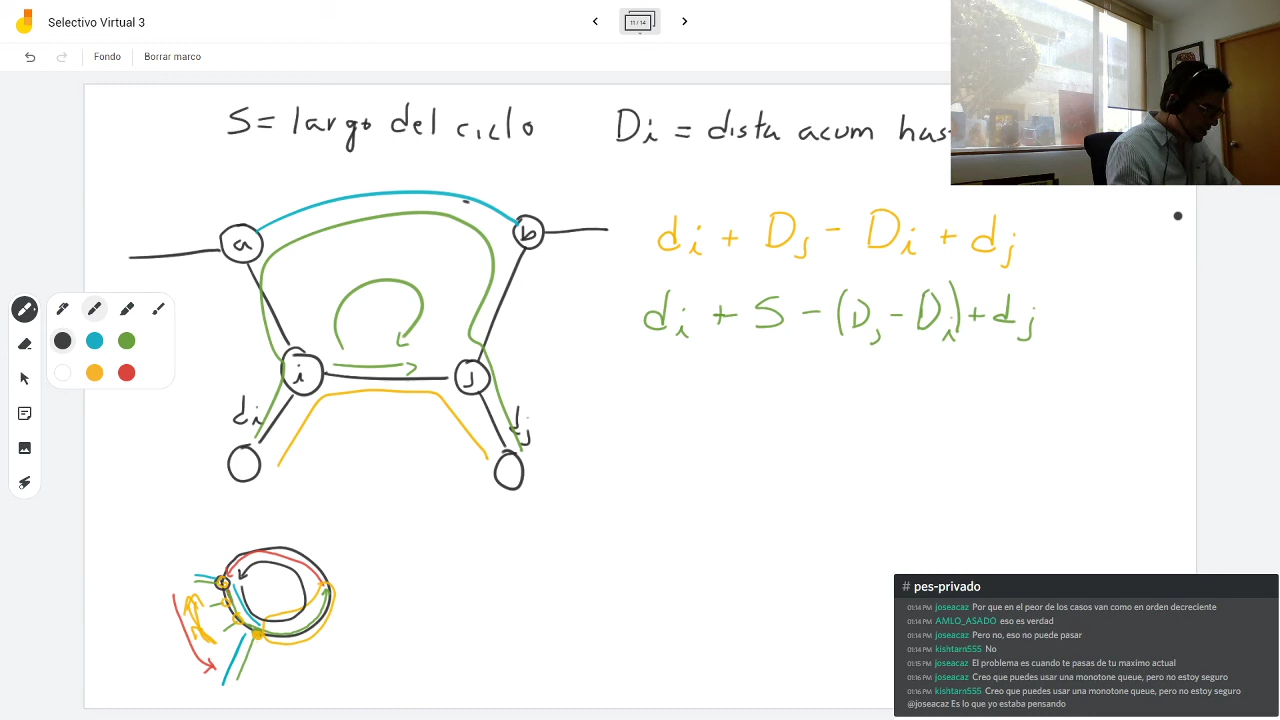 Selectivo Virtual 3
11 / 14
Fondo
Borrar marco
S = largo del ciclo
Di = dista acum has
a
b
di + Dj - Di + dj
di + S - (Dj - Di) + dj
i
j
di
dj
# pes-privado
01:14 PM joseacaz Por que en el peor de los casos van como en orden decreciente
01:14 PM AMLO_ASADO eso es verdad
01:14 PM joseacaz Pero no, eso no puede pasar
01:14 PM kishtarn555 No
01:15 PM joseacaz El problema es cuando te pasas de tu maximo actual
01:16 PM joseacaz Creo que puedes usar una monotone queue, pero no estoy seguro
01:16 PM kishtarn555 Creo que puedes usar una monotone queue, pero no estoy seguro
@joseacaz Es lo que yo estaba pensando